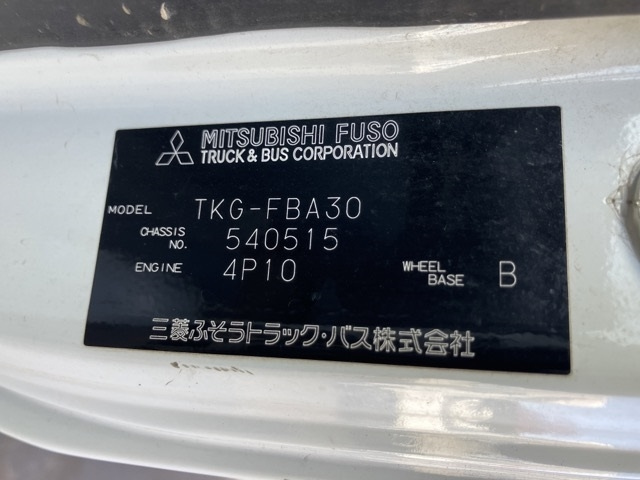 MITSUBISHI FUSO
TRUCK & BUS CORPORATION
MODEL TKG-FBA30
CHASSIS NO. 540515
ENGINE 4P10 WHEEL BASE B
三菱ふそうトラック・バス株式会社